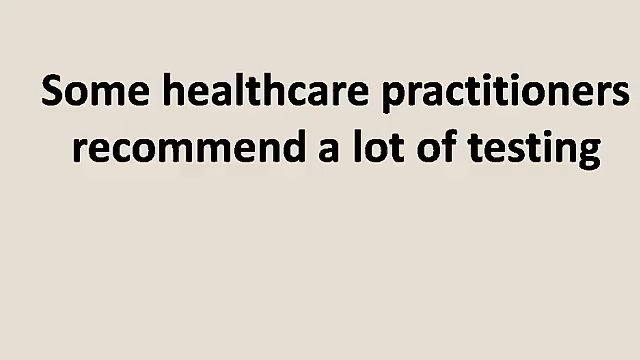 Some healthcare practitioners
recommend a lot of testing